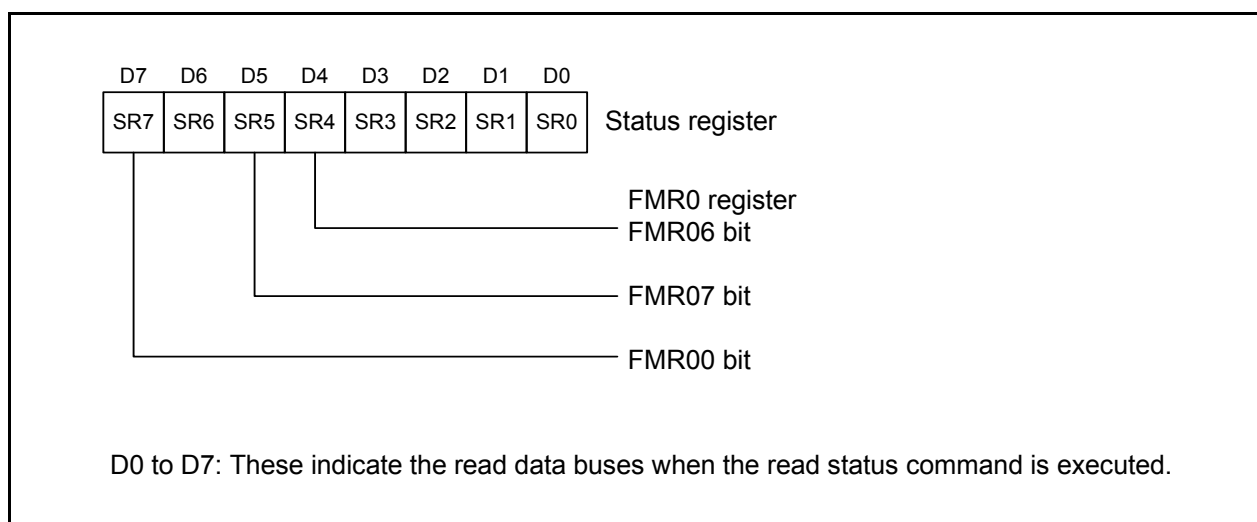 D7 D6 D5 D4 D3 D2 D1 D0
SR7 SR6 SR5 SR4 SR3 SR2 SR1 SR0 Status register
FMR0 register
FMR06 bit
FMR07 bit
FMR00 bit
D0 to D7: These indicate the read data buses when the read status command is executed.